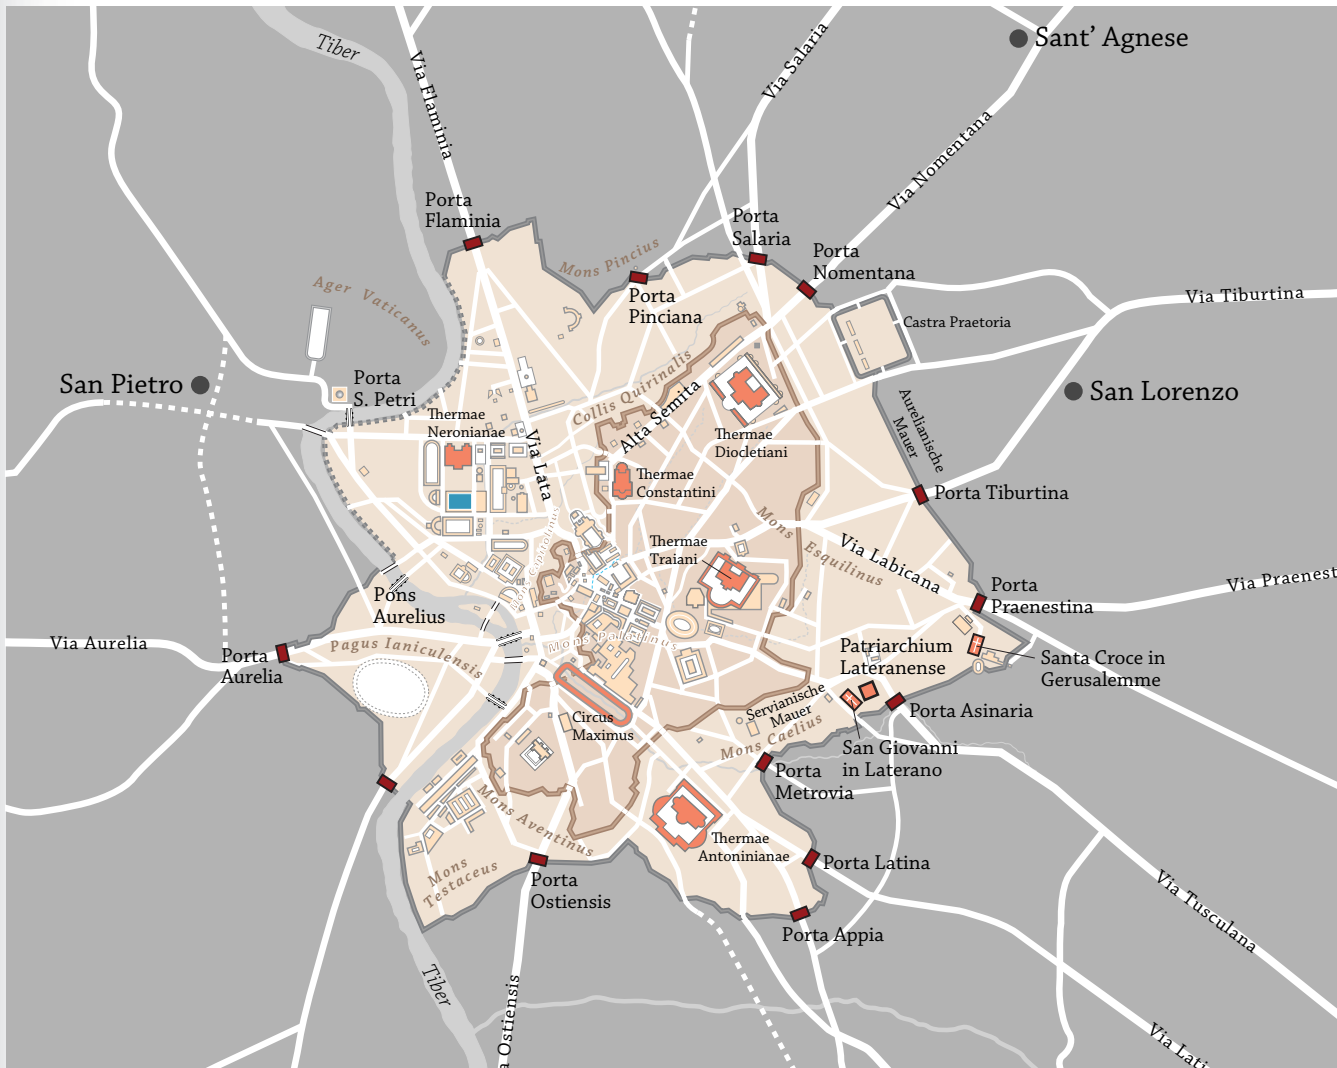 Tiber
Via Flaminia
Via Salaria
Sant' Agnese
Via Nomentana
Porta
Flaminia
Porta
Salaria
Porta
Nomentana
Mons Pincius
Ager Vaticanus
Porta
Pinciana
Castra Praetoria
Via Tiburtina
San Pietro
Porta
S. Petri
Collis Quirinalis
Alta Semita
San Lorenzo
Aurelianische
Mauer
Thermae
Neronianae
Via Lata
Thermae
Diocletiani
Thermae
Constantini
Porta Tiburtina
Mons Esquilinus
Mons Capitolinus
Thermae
Traiani
Via Labicana
Via Praenest
Porta
Praenestina
Pons
Aurelius
Via Aurelia
Porta
Aurelia
Pagus Ianiculensis
Mons Palatinus
Patriarchium
Lateranense
Santa Croce in
Gerusalemme
Servianische
Mauer
Porta Asinaria
Circus
Maximus
Mons Caelius
San Giovanni
in Laterano
Porta
Metrovia
Mons Aventinus
Thermae
Antoninianae
Mons
Testaceus
Porta Latina
Porta
Ostiensis
Via Tusculana
Porta Appia
Tiber
a Ostiensis
Via Lati